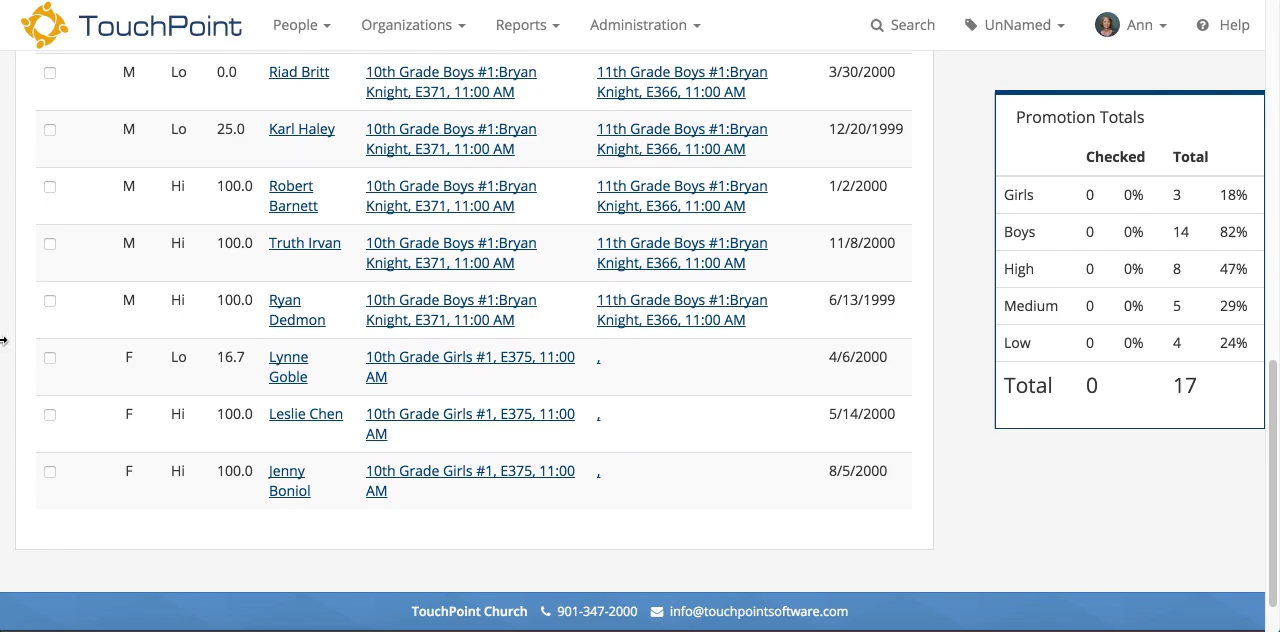 TouchPoint People Organizations Reports Administration Search UnNamed Ann Help
M Lo 0.0 Riad Britt 10th Grade Boys #1:Bryan 11th Grade Boys #1:Bryan 3/30/2000
Knight, E371, 11:00 AM Knight, E366, 11:00 AM
M Lo 25.0 Karl Haley 10th Grade Boys #1:Bryan 11th Grade Boys #1:Bryan 12/20/1999
Knight, E371, 11:00 AM Knight, E366, 11:00 AM
M Hi 100.0 Robert 10th Grade Boys #1:Bryan 11th Grade Boys #1:Bryan 1/2/2000
Barnett Knight, E371, 11:00 AM Knight, E366, 11:00 AM
M Hi 100.0 Truth Irvan 10th Grade Boys #1:Bryan 11th Grade Boys #1:Bryan 11/8/2000
Knight, E371, 11:00 AM Knight, E366, 11:00 AM
M Hi 100.0 Ryan 10th Grade Boys #1:Bryan 11th Grade Boys #1:Bryan 6/13/1999
Dedmon Knight, E371, 11:00 AM Knight, E366, 11:00 AM
F Lo 16.7 Lynne 10th Grade Girls #1, E375, 11:00 , 4/6/2000
Goble AM
F Hi 100.0 Leslie Chen 10th Grade Girls #1, E375, 11:00 , 5/14/2000
AM
F Hi 100.0 Jenny 10th Grade Girls #1, E375, 11:00 , 8/5/2000
Boniol AM
Promotion Totals
Checked Total
Girls 0 0% 3 18%
Boys 0 0% 14 82%
High 0 0% 8 47%
Medium 0 0% 5 29%
Low 0 0% 4 24%
Total 0 17
TouchPoint Church 901-347-2000 info@touchpointsoftware.com